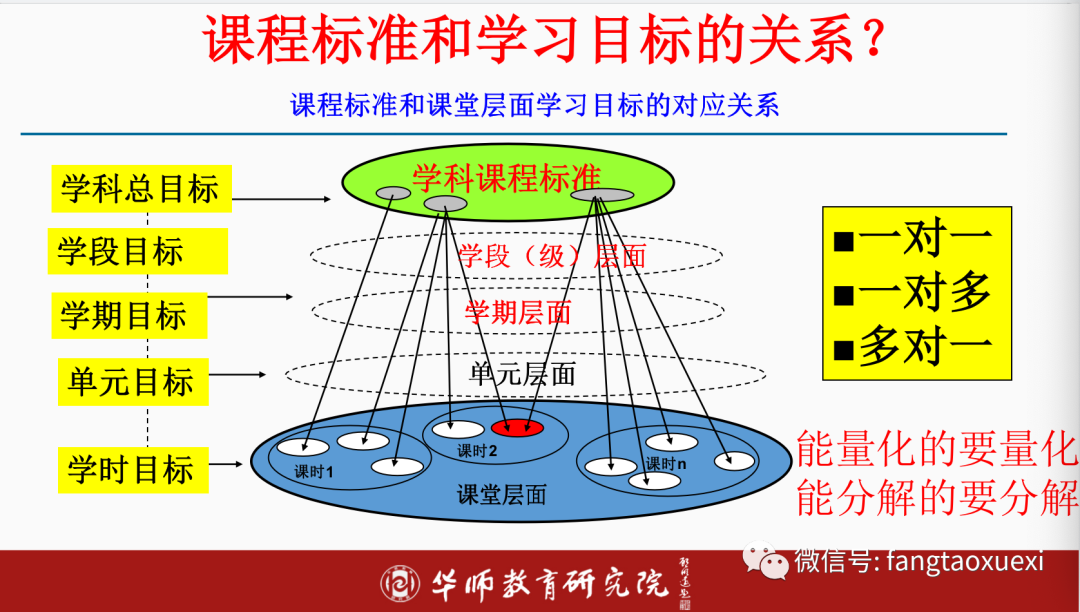 课程标准和学习目标的关系？
课程标准和课堂层面学习目标的对应关系
学科总目标
学段目标
学期目标
单元目标
学时目标
学科课程标准
学段（级）层面
学期层面
单元层面
课时1
课时2
课时n
课堂层面
■一对一
■一对多
■多对一
能量化的要量化
能分解的要分解
微信号: fangtaoxuexi
华师教育研究院